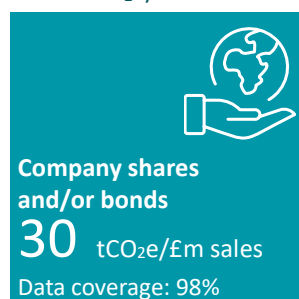 Company shares
and/or bonds
30 tCO₂e/£m sales
Data coverage: 98%